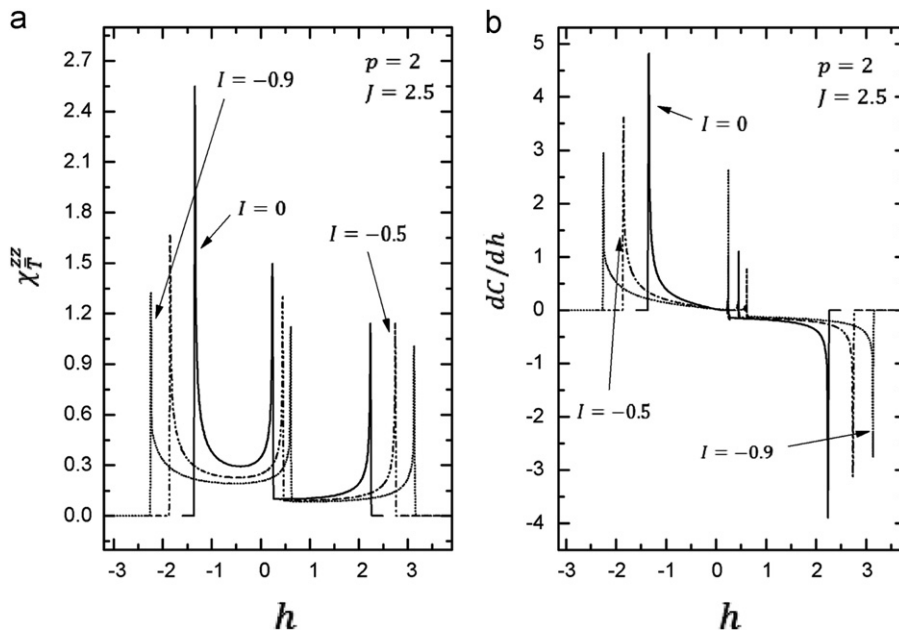 a
χ_T̄^{zz}
2.7
2.4
2.1
1.8
1.5
1.2
0.9
0.6
0.3
0.0
-3 -2 -1 0 1 2 3
h
p = 2
J = 2.5
I = −0.9
I = 0
I = −0.5
b
dC/dh
5
4
3
2
1
0
-1
-2
-3
-4
-3 -2 -1 0 1 2 3
h
p = 2
J = 2.5
I = 0
I = −0.5
I = −0.9